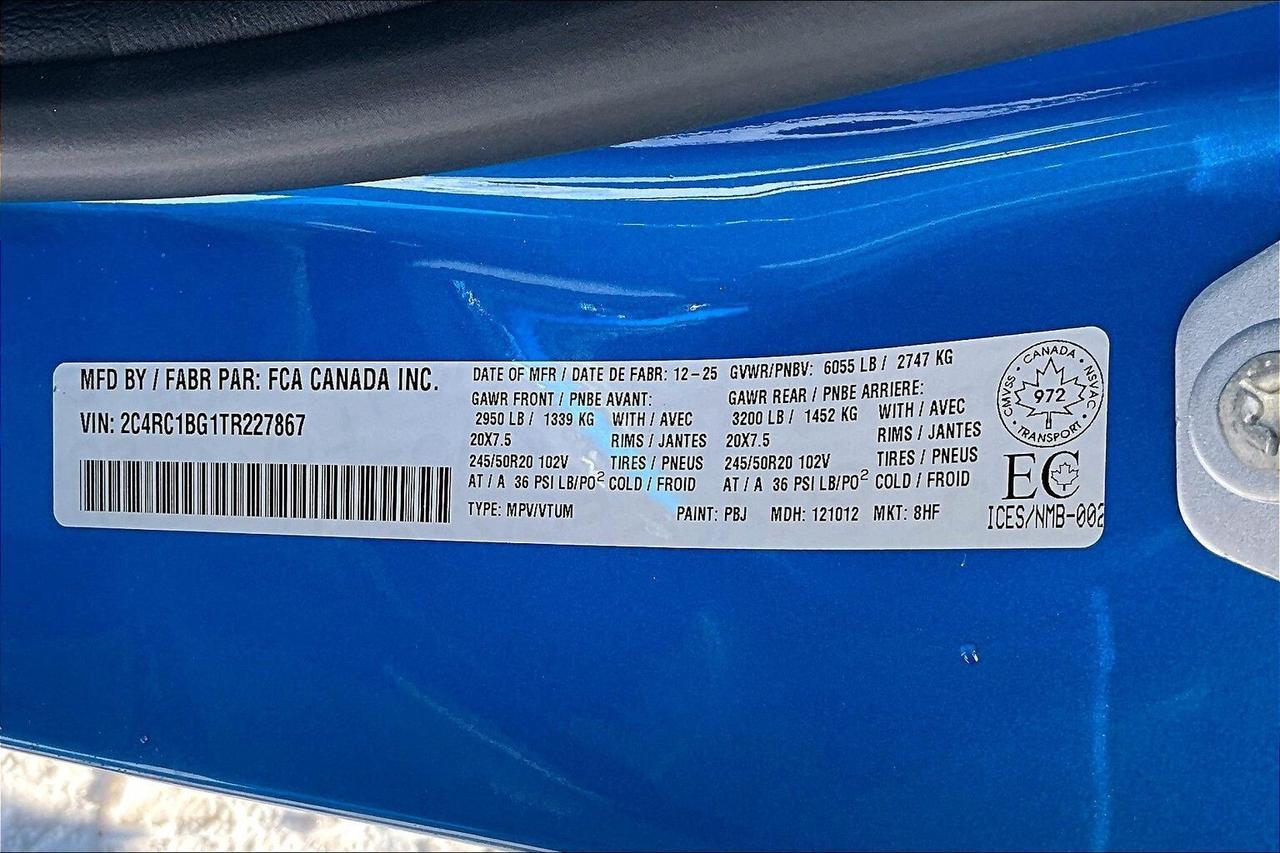 MFD BY / FABR PAR: FCA CANADA INC.
VIN: 2C4RC1BG1TR227867
DATE OF MFR / DATE DE FABR: 12-25 GVWR/PNBV: 6055 LB / 2747 KG
GAWR FRONT / PNBE AVANT: GAWR REAR / PNBE ARRIERE:
2950 LB / 1339 KG WITH / AVEC 3200 LB / 1452 KG WITH / AVEC
20X7.5 RIMS / JANTES 20X7.5 RIMS / JANTES
245/50R20 102V TIRES / PNEUS 245/50R20 102V TIRES / PNEUS
AT / A 36 PSI LB/PO² COLD / FROID AT / A 36 PSI LB/PO² COLD / FROID
TYPE: MPV/VTUM PAINT: PBJ MDH: 121012 MKT: 8HF
CANADA • NSVAC • TRANSPORT • CMVSS •
972
EC
ICES/NMB-002